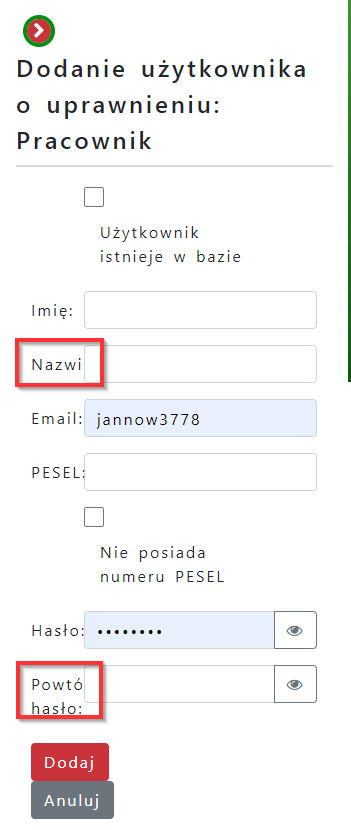 Dodanie użytkownika
o uprawnieniu:
Pracownik
Użytkownik
istnieje w bazie
Imię:
Nazwi
Email: jannow3778
PESEL:
Nie posiada
numeru PESEL
Hasło: ••••••••
Powtó
hasło:
Dodaj
Anuluj